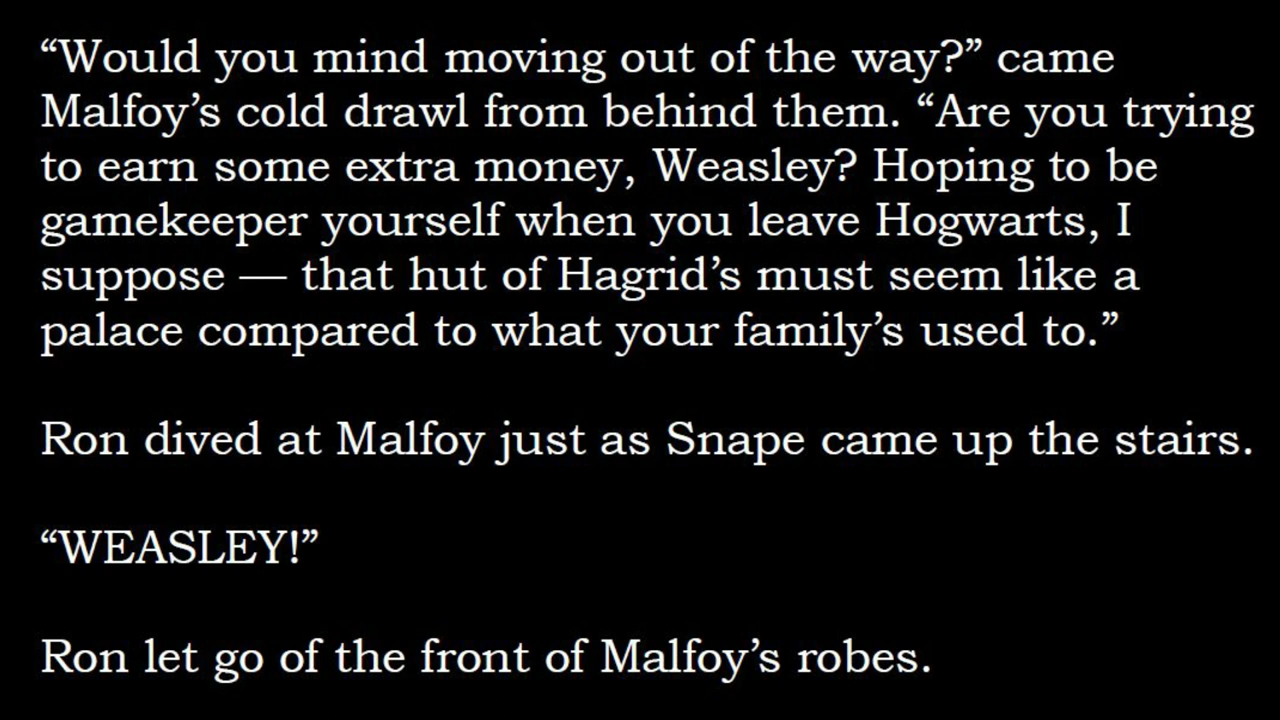 “Would you mind moving out of the way?” came
Malfoy’s cold drawl from behind them. “Are you trying
to earn some extra money, Weasley? Hoping to be
gamekeeper yourself when you leave Hogwarts, I
suppose — that hut of Hagrid’s must seem like a
palace compared to what your family’s used to.”
Ron dived at Malfoy just as Snape came up the stairs.
“WEASLEY!”
Ron let go of the front of Malfoy’s robes.